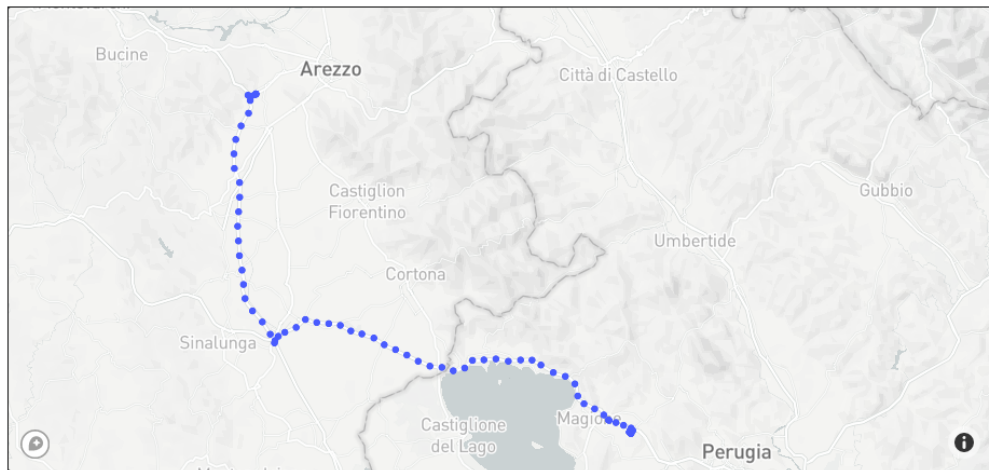 Bucine
Arezzo
Città di Castello
Castiglion
Fiorentino
Gubbio
Umbertide
Cortona
Sinalunga
Castiglione
del Lago
Perugia